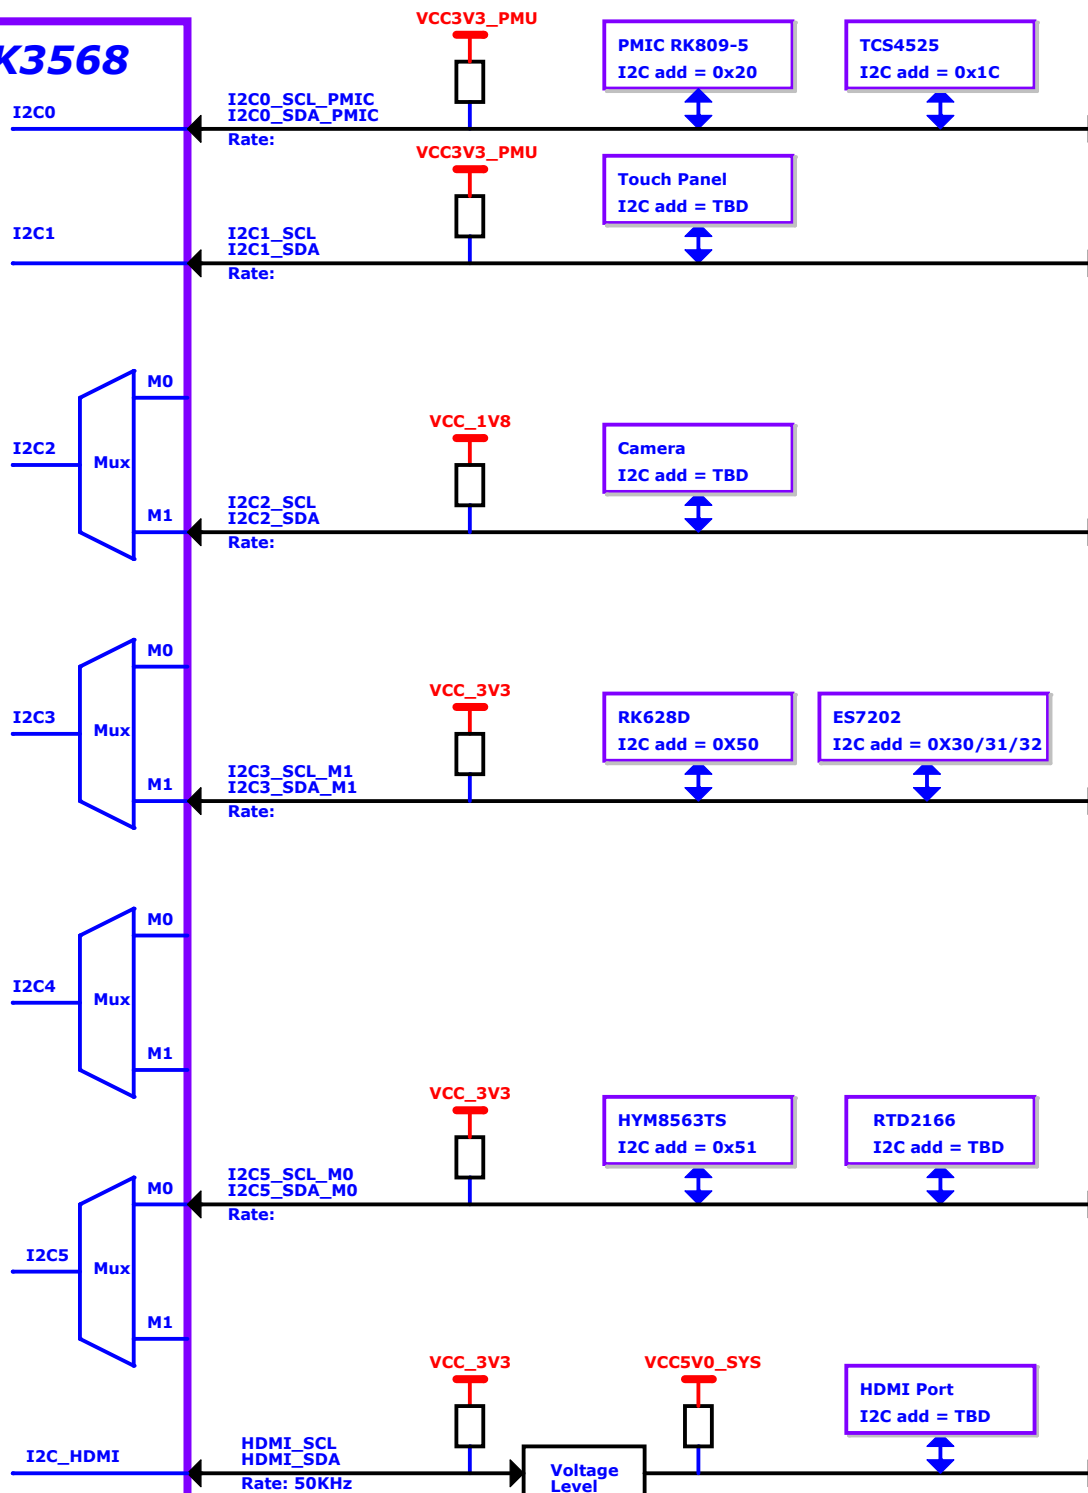 VCC3V3_PMU
K3568
PMIC RK809-5
I2C add = 0x20
TCS4525
I2C add = 0x1C
I2C0
I2C0_SCL_PMIC
I2C0_SDA_PMIC
Rate:
VCC3V3_PMU
Touch Panel
I2C add = TBD
I2C1
I2C1_SCL
I2C1_SDA
Rate:
M0
I2C2
Mux
M1
VCC_1V8
Camera
I2C add = TBD
I2C2_SCL
I2C2_SDA
Rate:
M0
I2C3
Mux
M1
VCC_3V3
RK628D
I2C add = 0X50
ES7202
I2C add = 0X30/31/32
I2C3_SCL_M1
I2C3_SDA_M1
Rate:
M0
I2C4
Mux
M1
VCC_3V3
HYM8563TS
I2C add = 0x51
RTD2166
I2C add = TBD
I2C5_SCL_M0
I2C5_SDA_M0
Rate:
M0
I2C5
Mux
M1
VCC_3V3
VCC5V0_SYS
HDMI Port
I2C add = TBD
I2C_HDMI
HDMI_SCL
HDMI_SDA
Rate: 50KHz
Voltage
Level